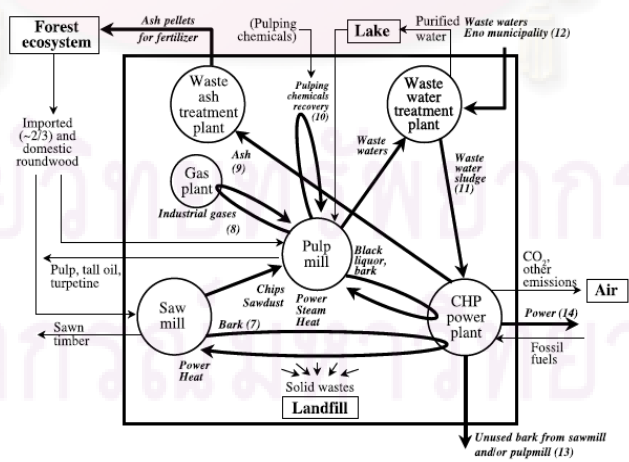 Forest
ecosystem
Ash pellets
for fertilizer
(Pulping
chemicals)
Lake
Purified
water
Waste waters
Eno municipality (12)
Waste
ash
treatment
plant
Pulping
chemicals
recovery
(10)
Waste
water
treatment
plant
Imported
(~2/3) and
domestic
roundwood
Ash
(9)
Waste
waters
Waste
water
sludge
(11)
Gas
plant
Industrial gases
(8)
Pulp
mill
Black
liquor,
bark
CO2,
other
emissions
Air
Pulp, tall oil,
turpetine
Chips
Sawdust
Power
Steam
Heat
CHP
power
plant
Power (14)
Saw
mill
Bark (7)
Sawn
timber
Fossil
fuels
Power
Heat
Solid wastes
Landfill
Unused bark from sawmill
and/or pulpmill (13)